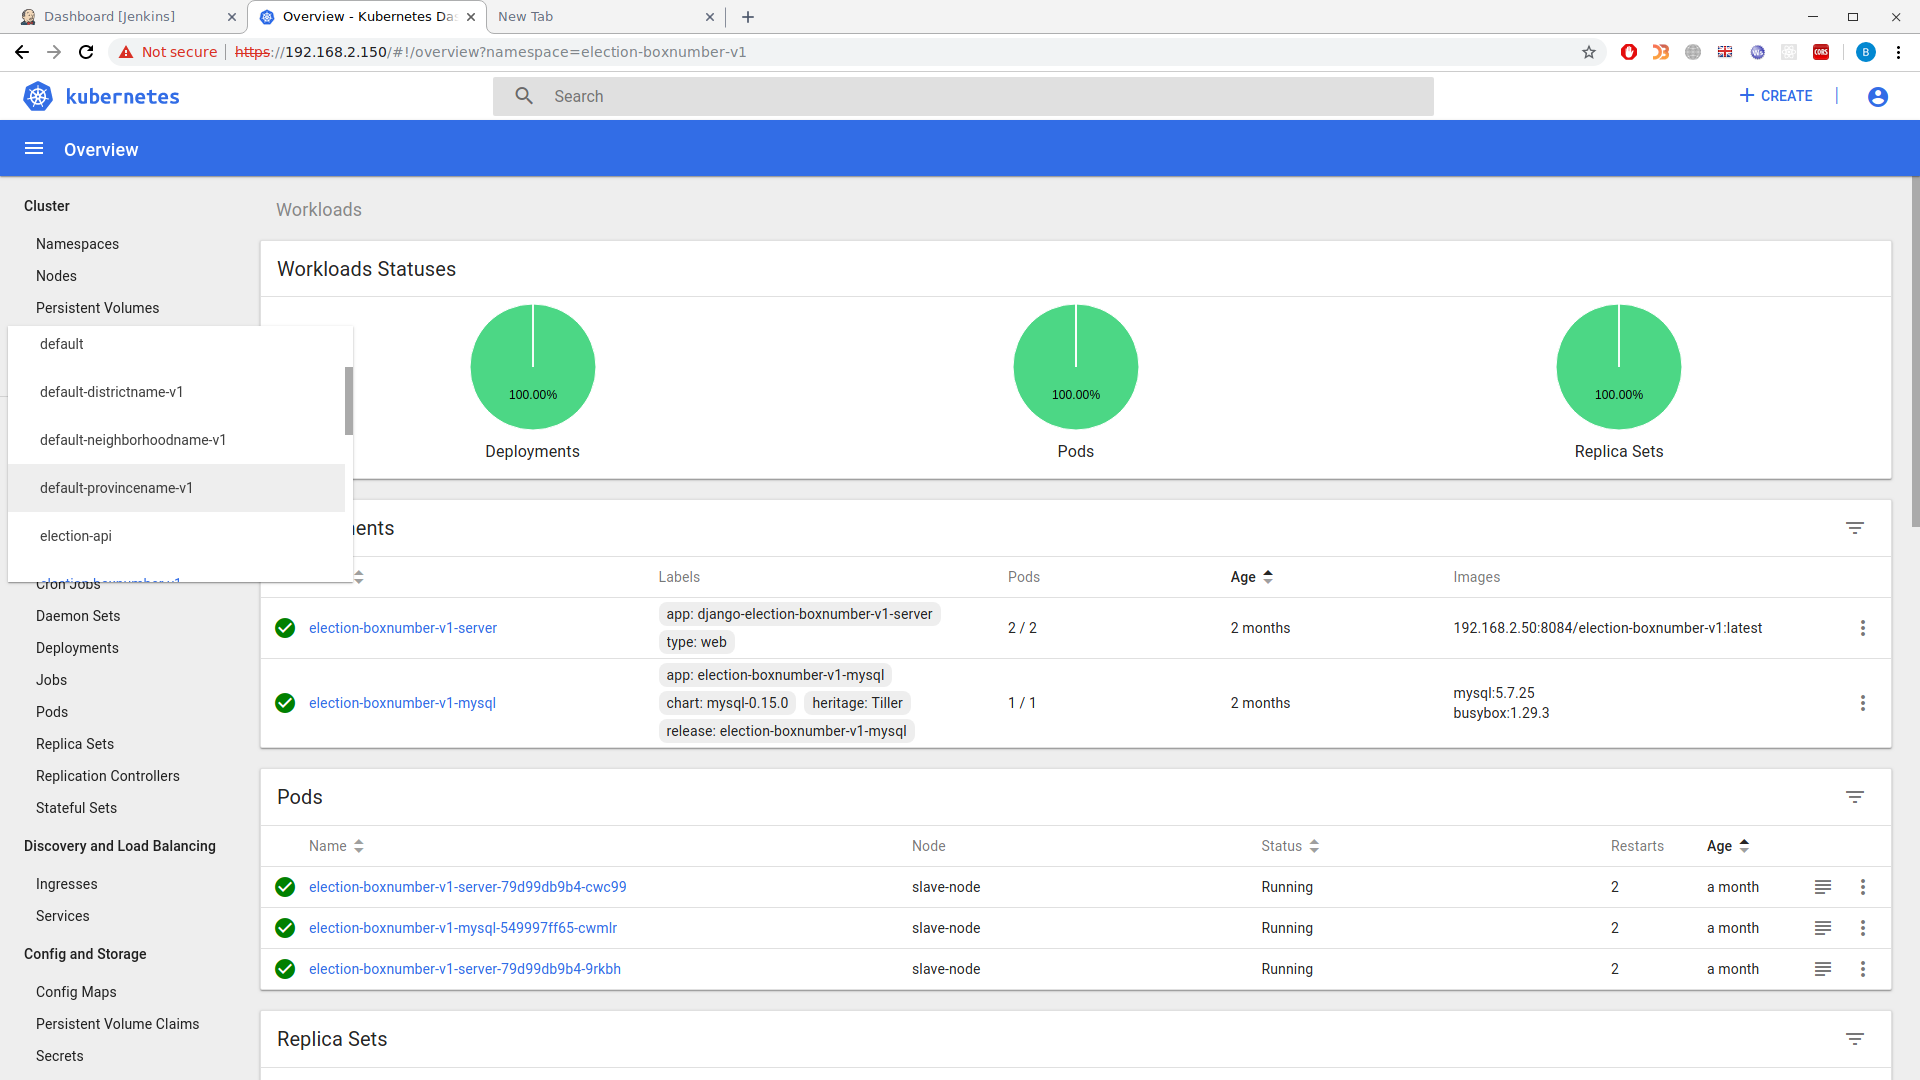 Dashboard [Jenkins]
Overview - Kubernetes Das
New Tab
Not secure
https://192.168.2.150/#!/overview?namespace=election-boxnumber-v1
CORS
B
kubernetes
Search
+ CREATE
Overview
Cluster
Namespaces
Nodes
Persistent Volumes
default
default-districtname-v1
default-neighborhoodname-v1
default-provincename-v1
election-api
election-boxnumber-v1
Cron Jobs
Daemon Sets
Deployments
Jobs
Pods
Replica Sets
Replication Controllers
Stateful Sets
Discovery and Load Balancing
Ingresses
Services
Config and Storage
Config Maps
Persistent Volume Claims
Secrets
Workloads
Workloads Statuses
100.00%
100.00%
100.00%
Deployments
Pods
Replica Sets
ents
Labels
Pods
Age
Images
election-boxnumber-v1-server
app: django-election-boxnumber-v1-server
type: web
2 / 2
2 months
192.168.2.50:8084/election-boxnumber-v1:latest
election-boxnumber-v1-mysql
app: election-boxnumber-v1-mysql
chart: mysql-0.15.0
heritage: Tiller
release: election-boxnumber-v1-mysql
1 / 1
2 months
mysql:5.7.25
busybox:1.29.3
Pods
Name
Node
Status
Restarts
Age
election-boxnumber-v1-server-79d99db9b4-cwc99
slave-node
Running
2
a month
election-boxnumber-v1-mysql-549997ff65-cwmlr
slave-node
Running
2
a month
election-boxnumber-v1-server-79d99db9b4-9rkbh
slave-node
Running
2
a month
Replica Sets